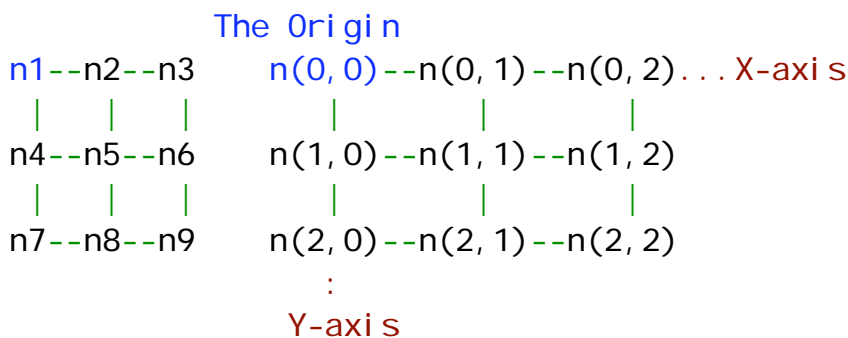 The Origin
n1--n2--n3 n(0,0)--n(0,1)--n(0,2)...X-axis
| | | | | |
n4--n5--n6 n(1,0)--n(1,1)--n(1,2)
| | | | | |
n7--n8--n9 n(2,0)--n(2,1)--n(2,2)
:
Y-axis